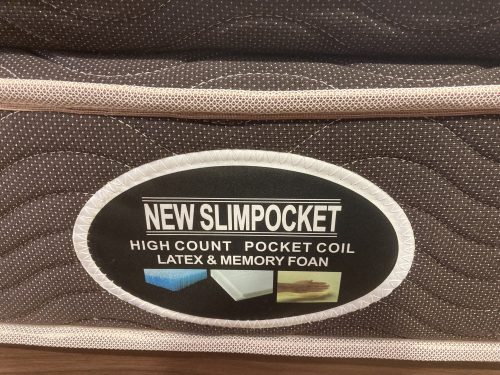 NEW SLIMPOCKET
HIGH COUNT POCKET COIL
LATEX & MEMORY FOAN